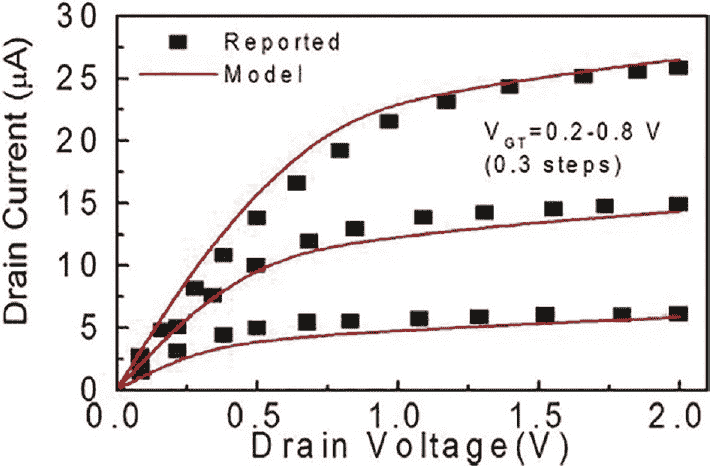 30
25
20
15
10
5
0
Drain Current (μA)
Reported
Model
VGT=0.2-0.8 V
(0.3 steps)
0.0 0.5 1.0 1.5 2.0
Drain Voltage(V)